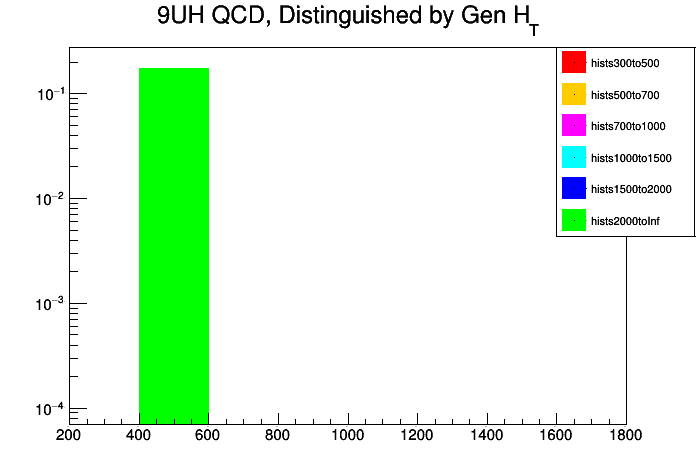 9UH QCD, Distinguished by Gen H_T
hists300to500
hists500to700
hists700to1000
hists1000to1500
hists1500to2000
hists2000toInf
10⁻¹
10⁻²
10⁻³
10⁻⁴
200 400 600 800 1000 1200 1400 1600 1800